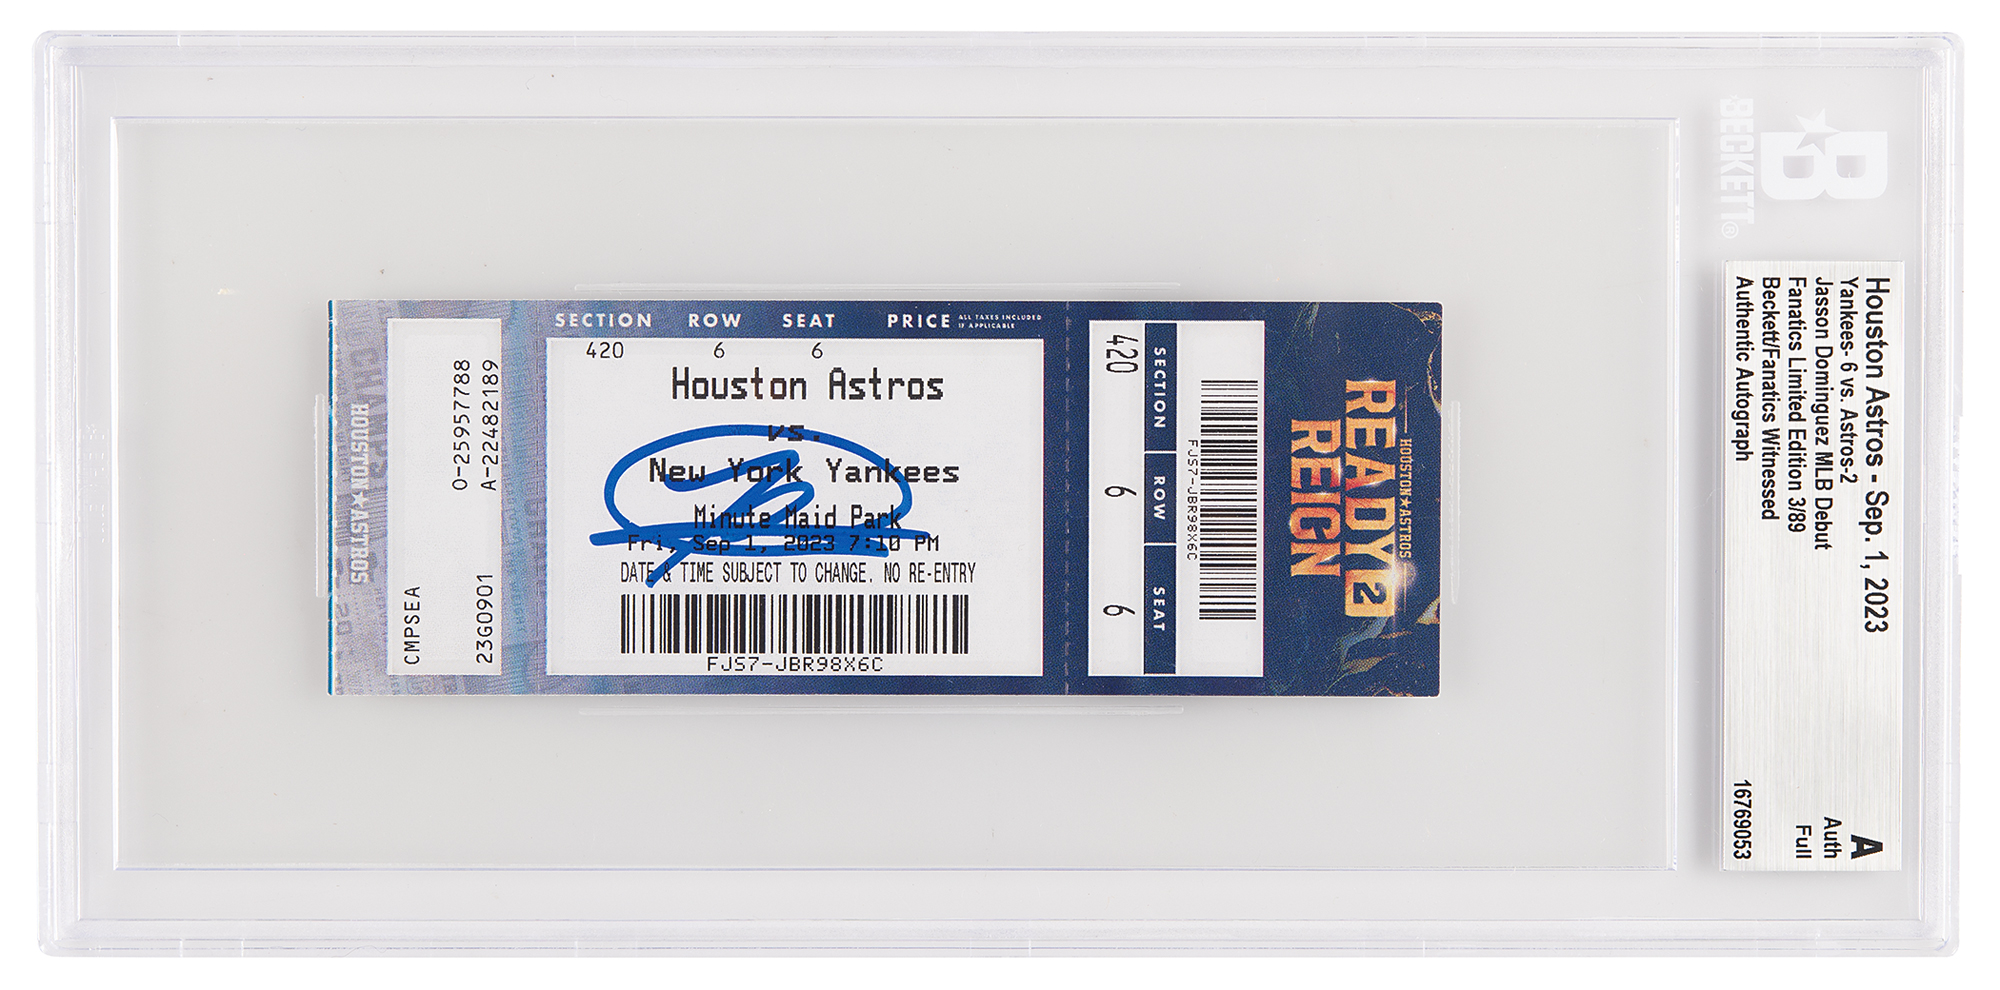 HOUSTON★ASTROS
CMPSEA
0-25957788
A-22482189
23G0901
SECTION ROW SEAT PRICE ALL TAXES INCLUDED IF APPLICABLE
420 6 6
Houston Astros
vs.
New York Yankees
Minute Maid Park
Fri, Sep 1, 2023 7:10 PM
DATE & TIME SUBJECT TO CHANGE. NO RE-ENTRY
FJS7-JBR98X6C
SECTION ROW SEAT
420 6 6
FJS7-JBR98X6C
HOUSTON★ASTROS
READY 2
REIGN
BECKETT®
B
Houston Astros - Sep. 1, 2023
Yankees- 6 vs. Astros-2
Jasson Dominguez MLB Debut
Fanatics Limited Edition 3/89
Beckett/Fanatics Witnessed
Authentic Autograph
A
Auth
Full
16769053